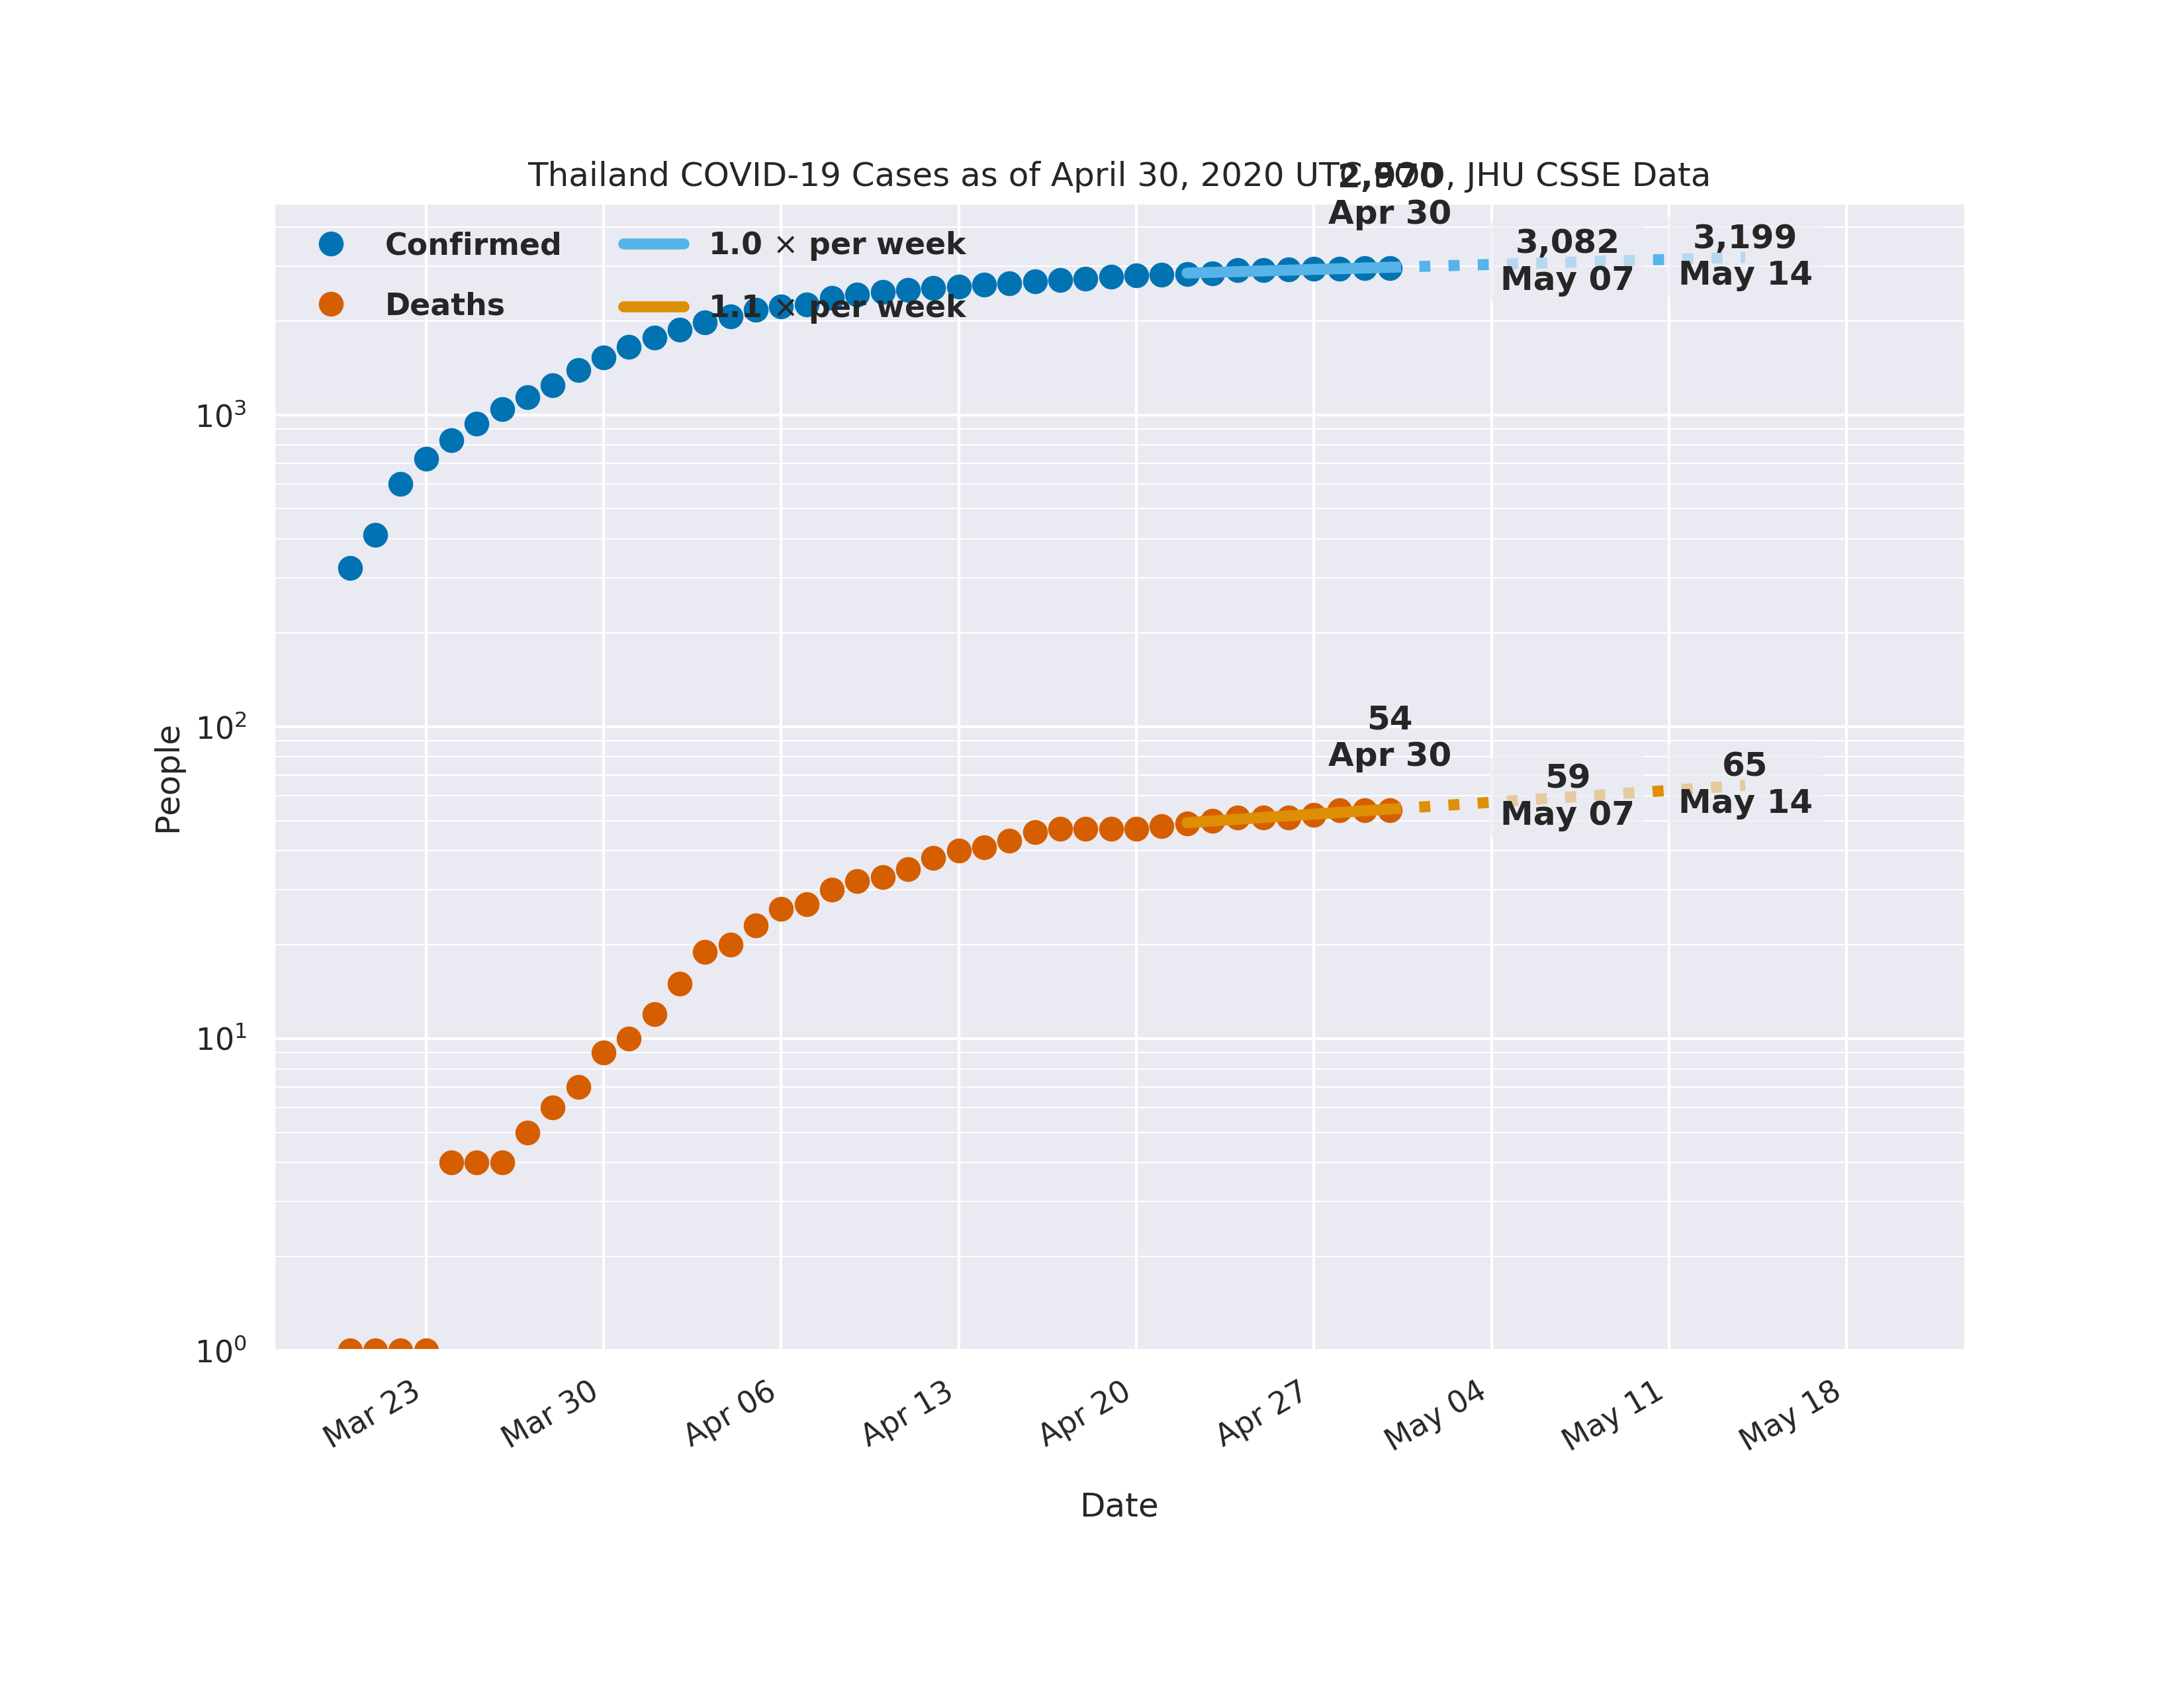 Thailand COVID-19 Cases as of April 30, 2020 UTC EOD, JHU CSSE Data
2,970
Apr 30
3,082
May 07
3,199
May 14
Confirmed
1.0 × per week
Deaths
1.1 × per week
10³
10²
10¹
10⁰
People
54
Apr 30
59
May 07
65
May 14
Mar 23
Mar 30
Apr 06
Apr 13
Apr 20
Apr 27
May 04
May 11
May 18
Date